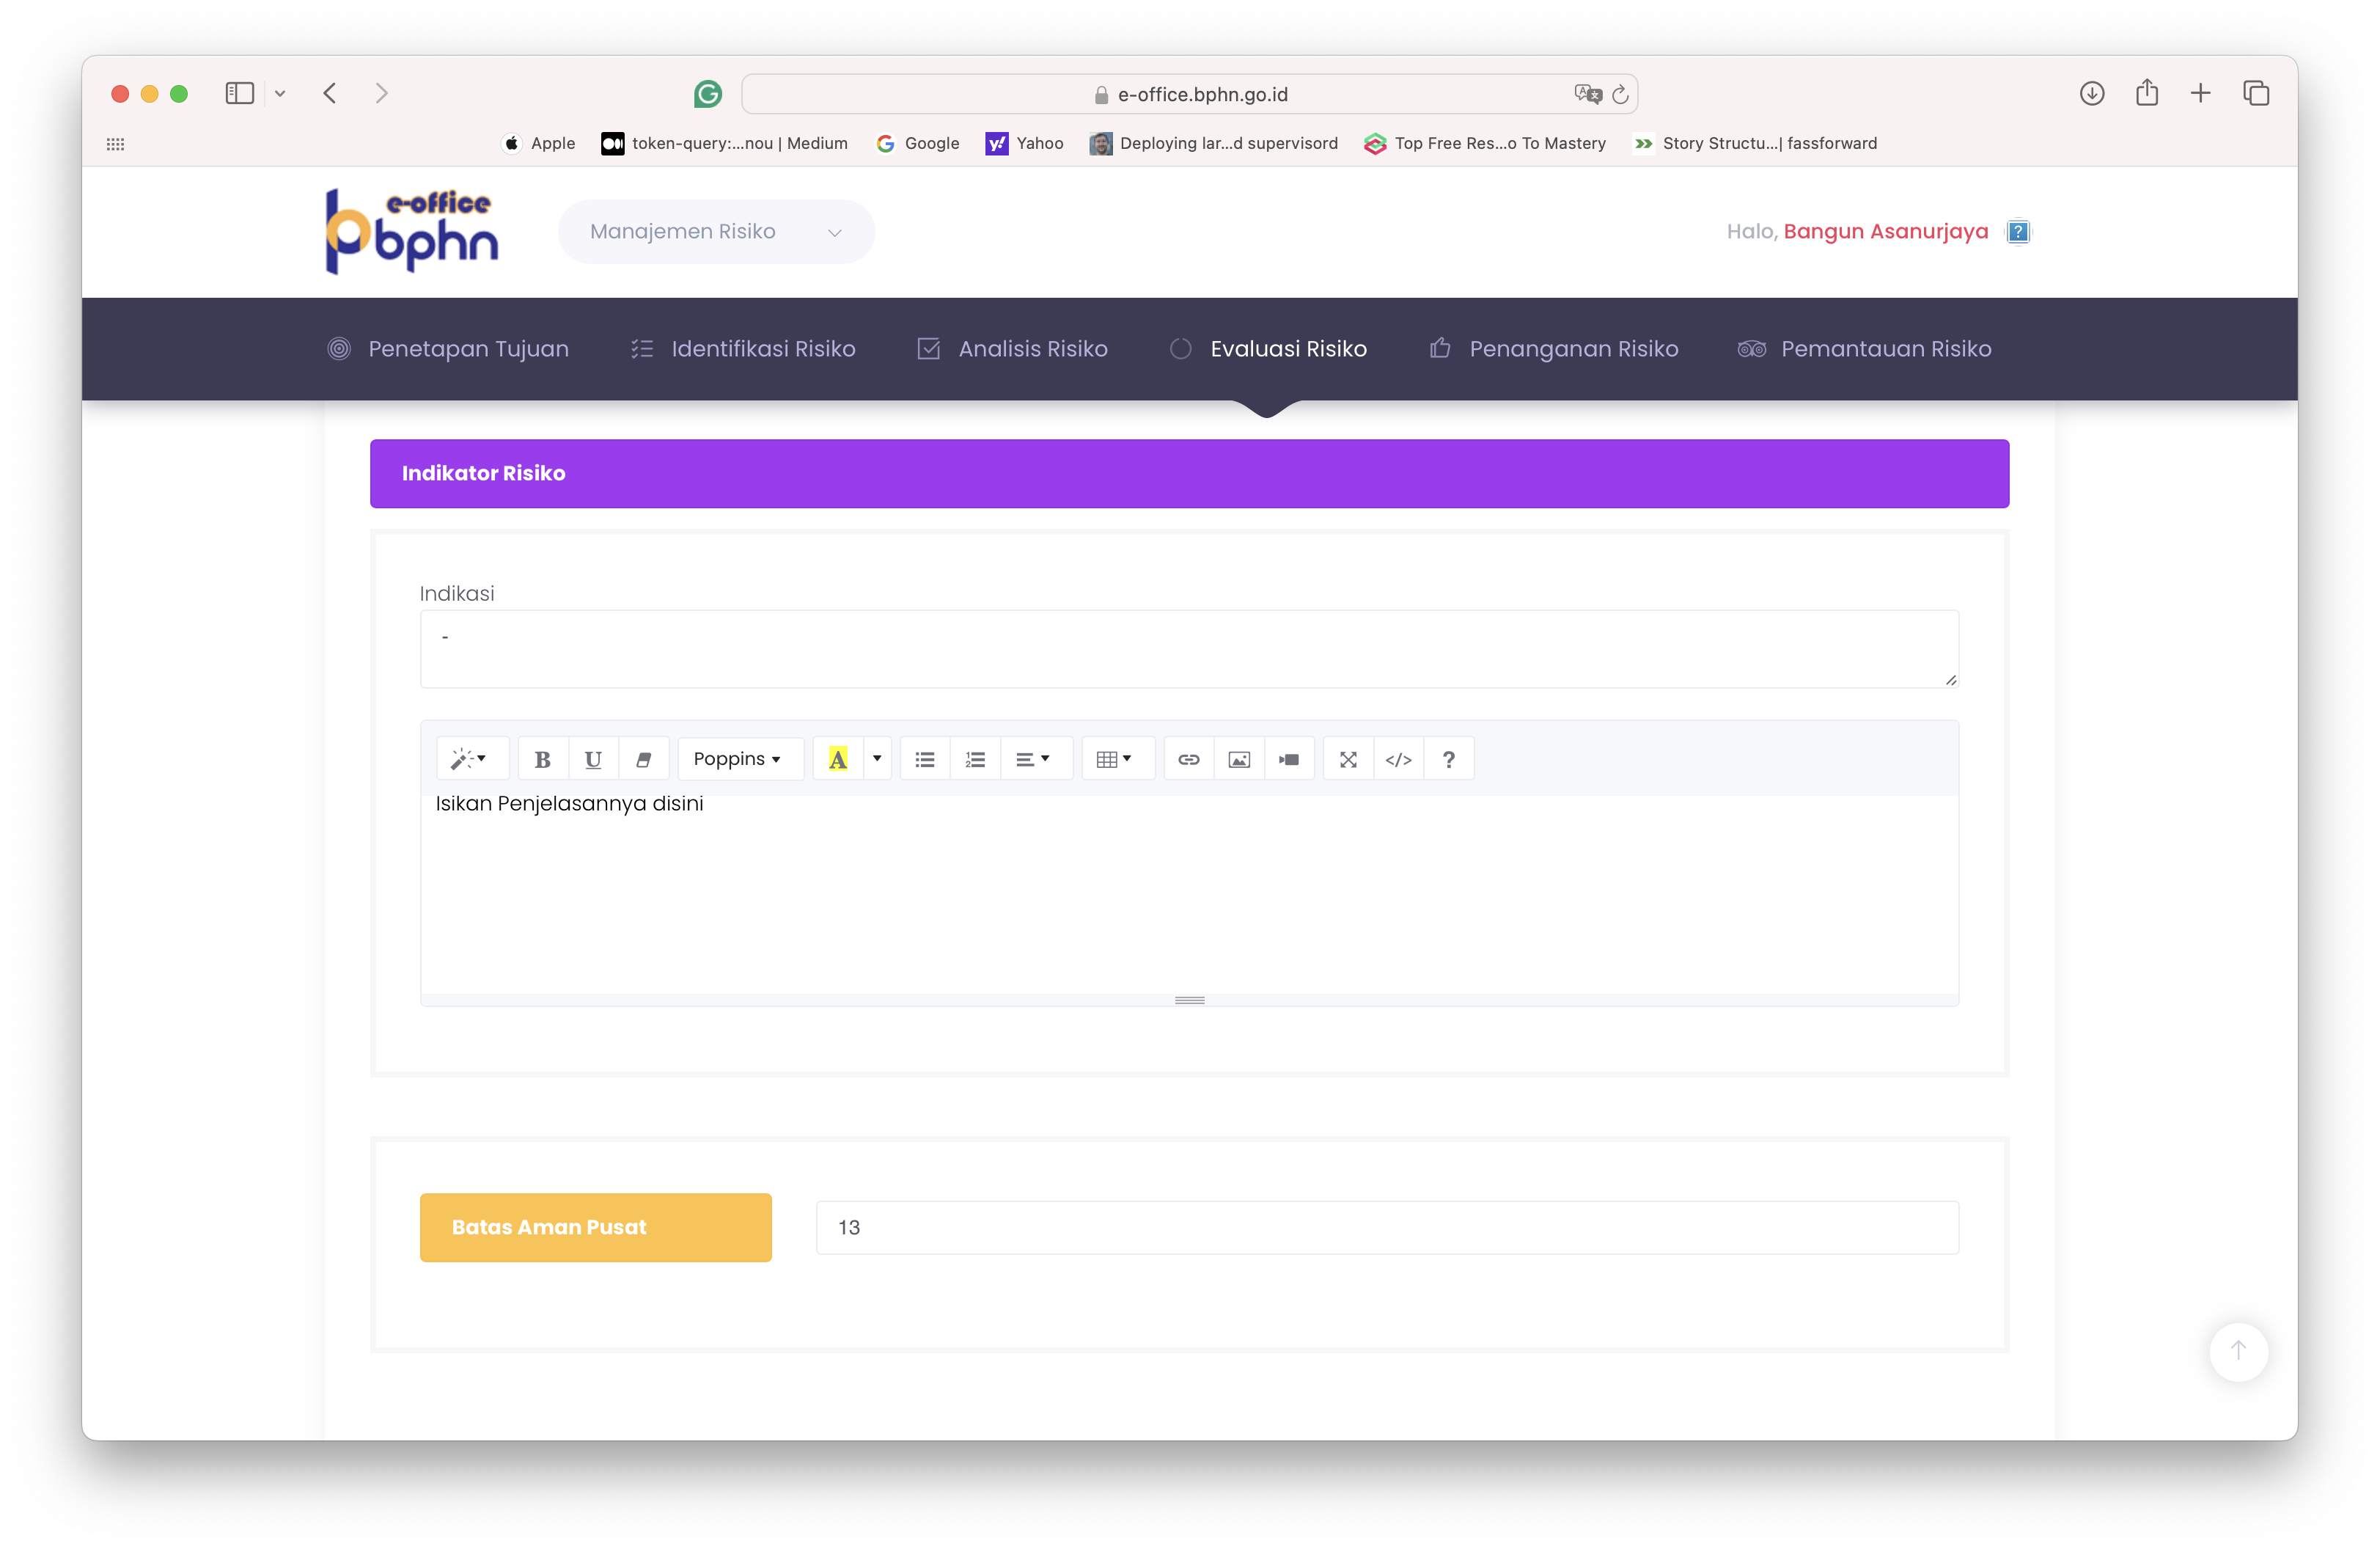 e-office.bphn.go.id
Apple
token-query:...nou | Medium
Google
Yahoo
Deploying lar...d supervisord
Top Free Res...o To Mastery
Story Structu...| fassforward
e-office
bphn
Manajemen Risiko
Halo, Bangun Asanurjaya
Penetapan Tujuan
Identifikasi Risiko
Analisis Risiko
Evaluasi Risiko
Penanganan Risiko
Pemantauan Risiko
Indikator Risiko
Indikasi
-
B U Poppins A </> ?
Isikan Penjelasannya disini
Batas Aman Pusat
13